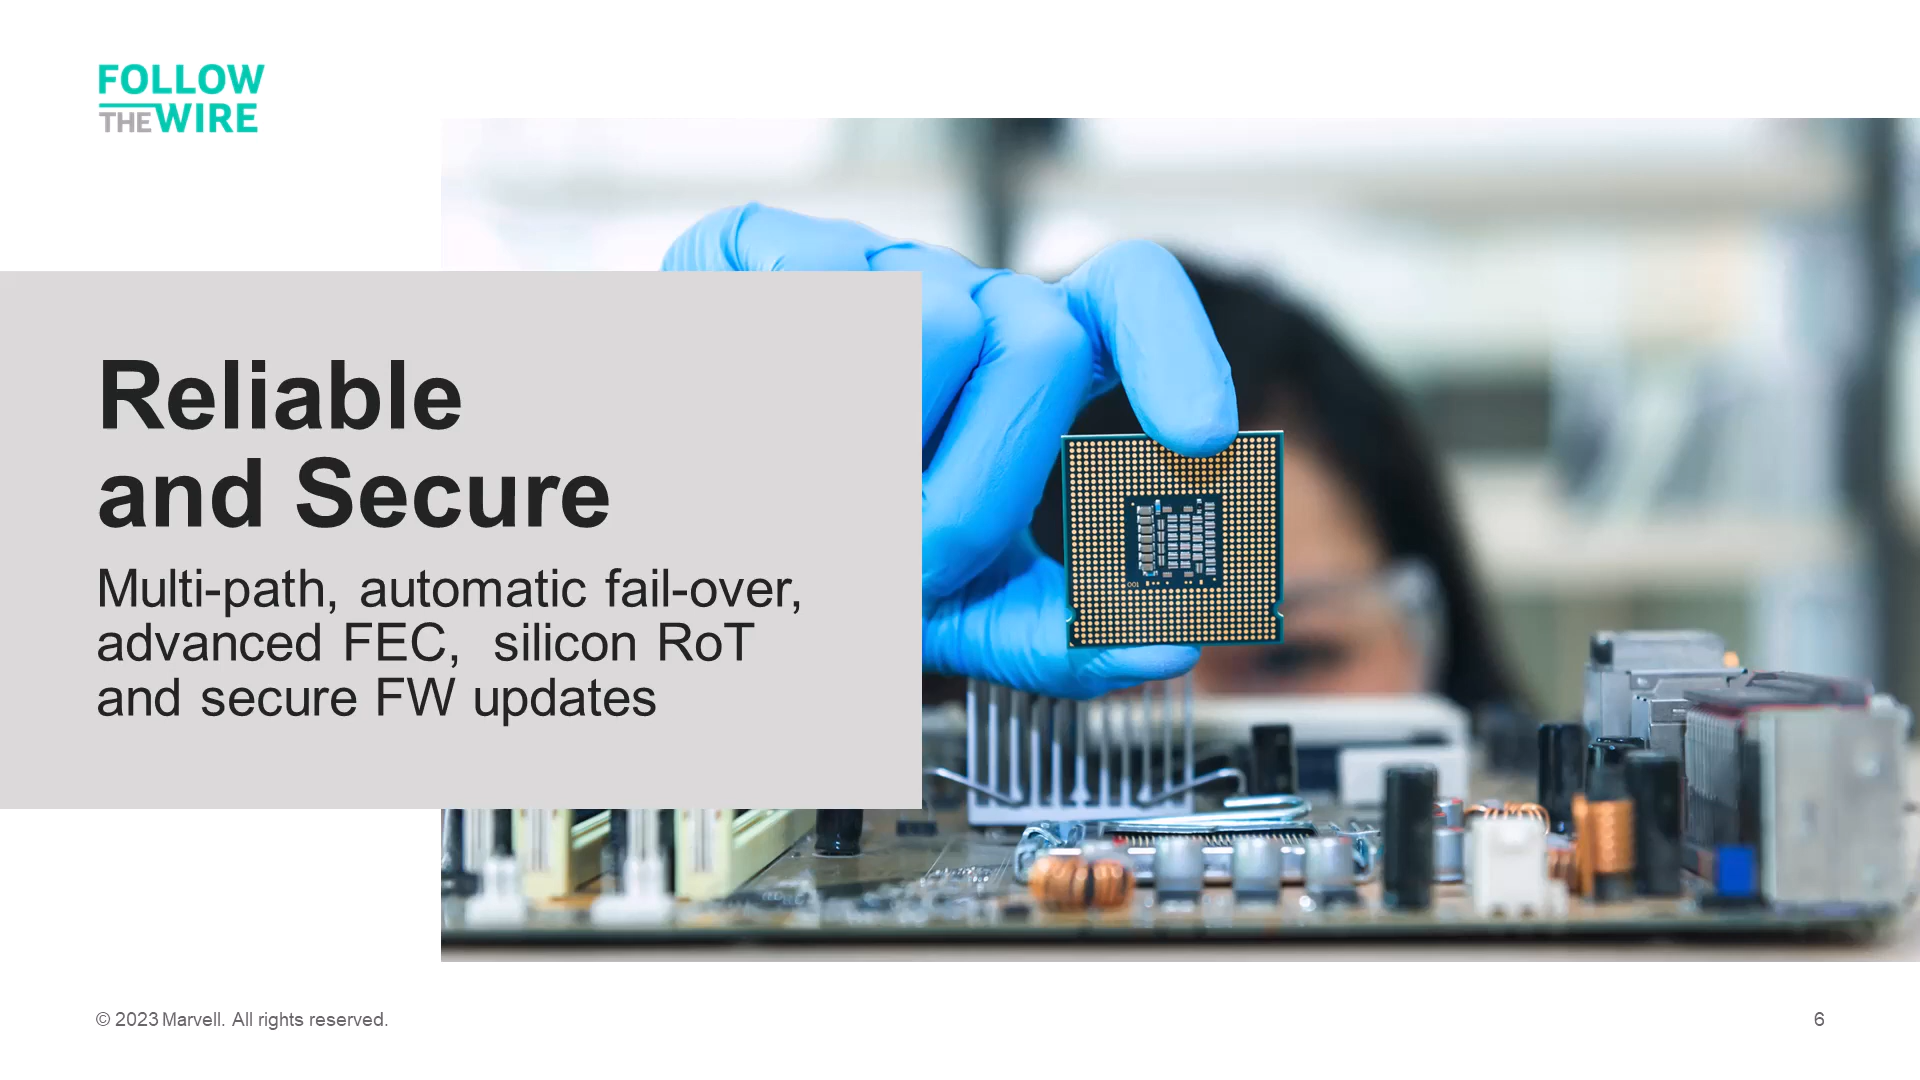 FOLLOW
THE WIRE
Reliable
and Secure
Multi-path, automatic fail-over,
advanced FEC, silicon RoT
and secure FW updates
001
© 2023 Marvell. All rights reserved.
6